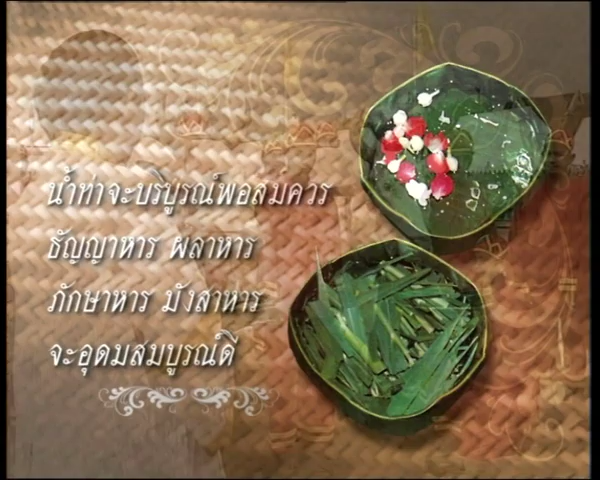 น้ำท่าจะบริบูรณ์พอสมควร
ธัญญาหาร ผลาหาร
ภักษาหาร มังสาหาร
จะอุดมสมบูรณ์ดี